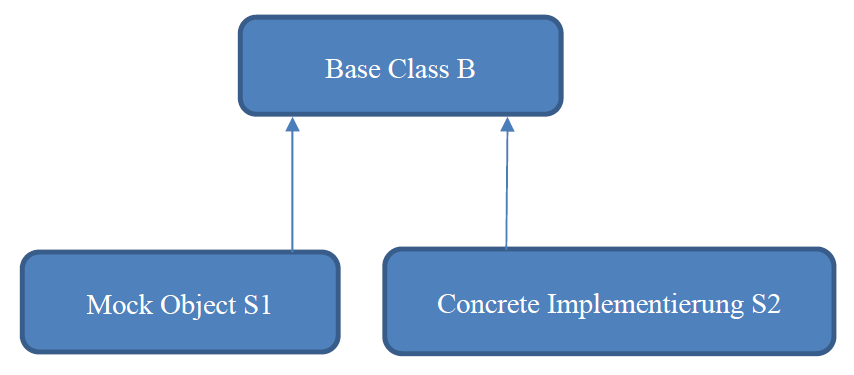 Base Class B
Mock Object S1
Concrete Implementierung S2